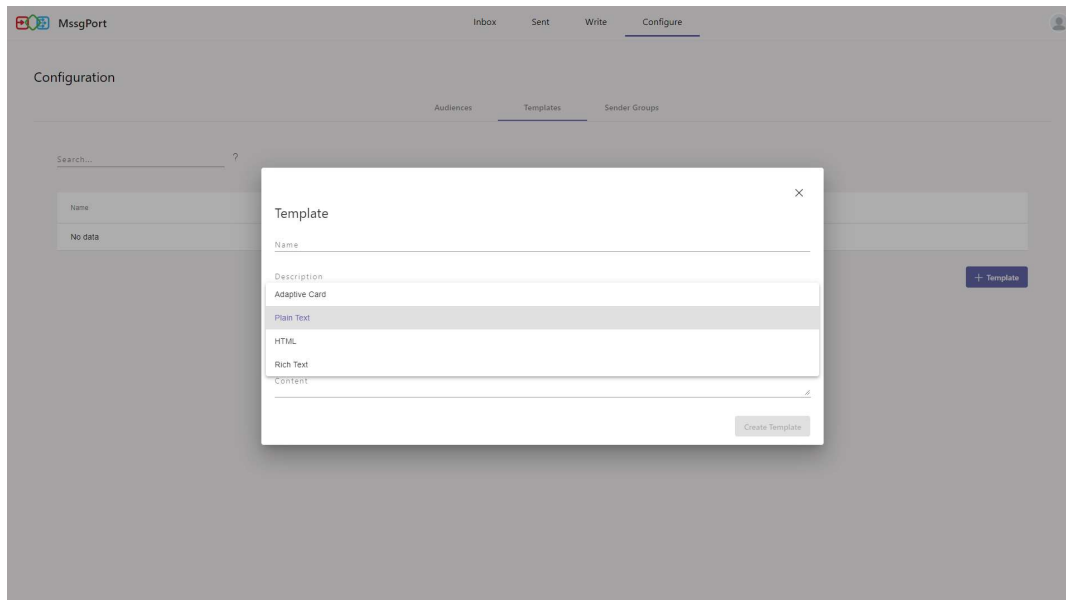 MssgPort
Inbox Sent Write Configure
Configuration
Audiences Templates Sender Groups
Search... ?
Name
No data
+ Template
Template
Name
Description
Adaptive Card
Plain Text
HTML
Rich Text
Content
Create Template